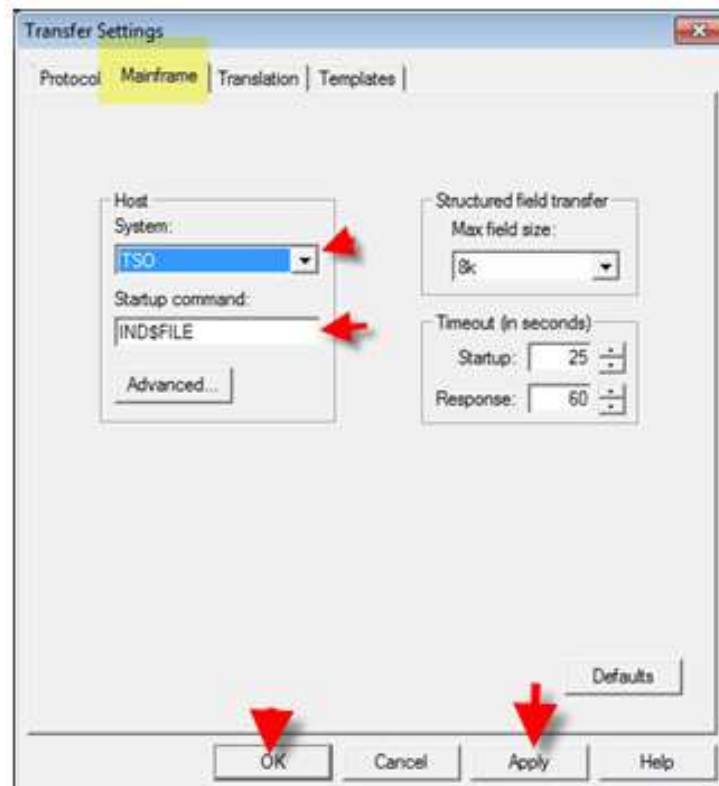 Transfer Settings
Protocol Mainframe Translation Templates
Host
System:
TSO
Startup command:
IND$FILE
Advanced...
Structured field transfer
Max field size:
8k
Timeout (in seconds)
Startup: 25
Response: 60
Defaults
OK Cancel Apply Help